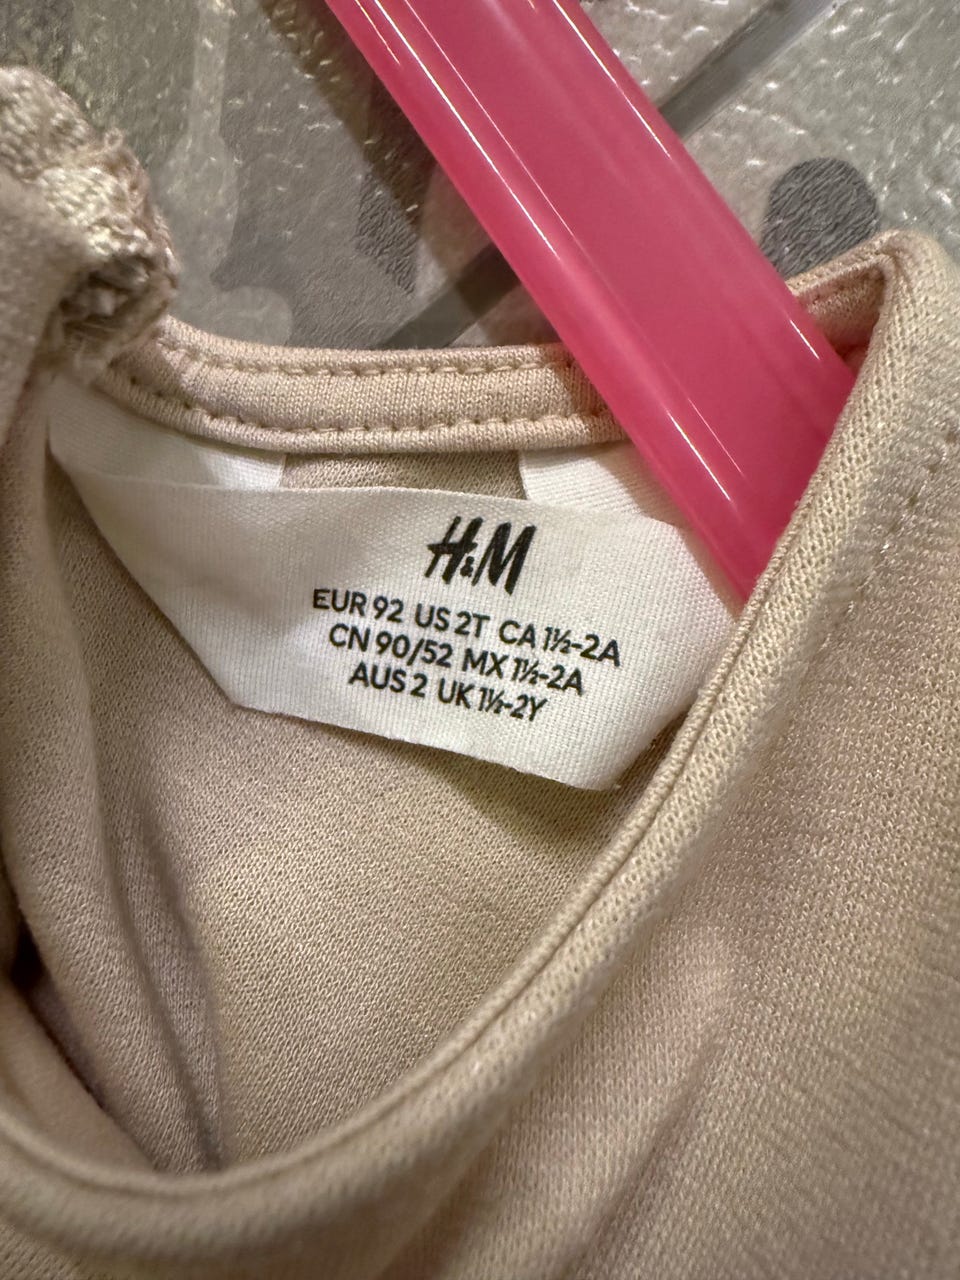 H&M
EUR 92 US 2T CA 1½-2A
CN 90/52 MX 1½-2A
AUS 2 UK 1½-2Y